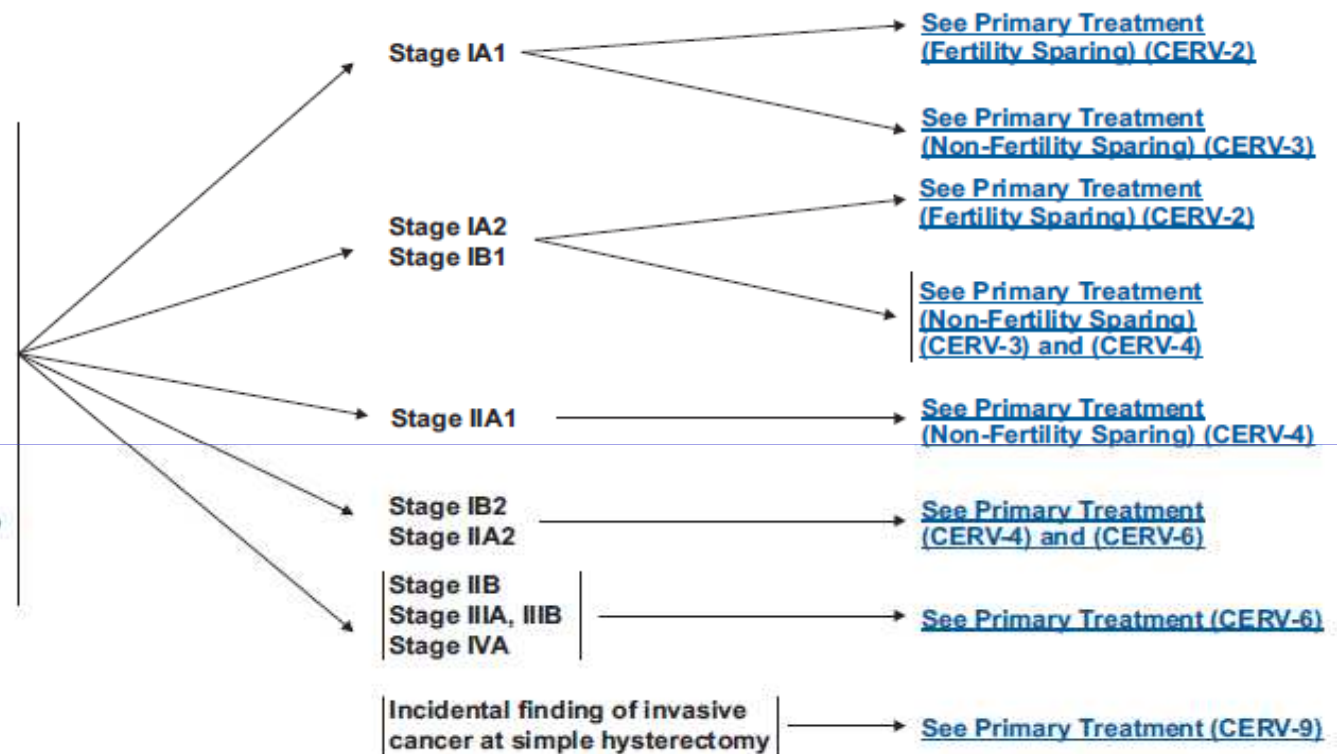 Stage IA1
See Primary Treatment
(Fertility Sparing) (CERV-2)
See Primary Treatment
(Non-Fertility Sparing) (CERV-3)
Stage IA2
Stage IB1
See Primary Treatment
(Fertility Sparing) (CERV-2)
See Primary Treatment
(Non-Fertility Sparing)
(CERV-3) and (CERV-4)
Stage IIA1
See Primary Treatment
(Non-Fertility Sparing) (CERV-4)
Stage IB2
Stage IIA2
See Primary Treatment
(CERV-4) and (CERV-6)
Stage IIB
Stage IIIA, IIIB
Stage IVA
See Primary Treatment (CERV-6)
Incidental finding of invasive
cancer at simple hysterectomy
See Primary Treatment (CERV-9)